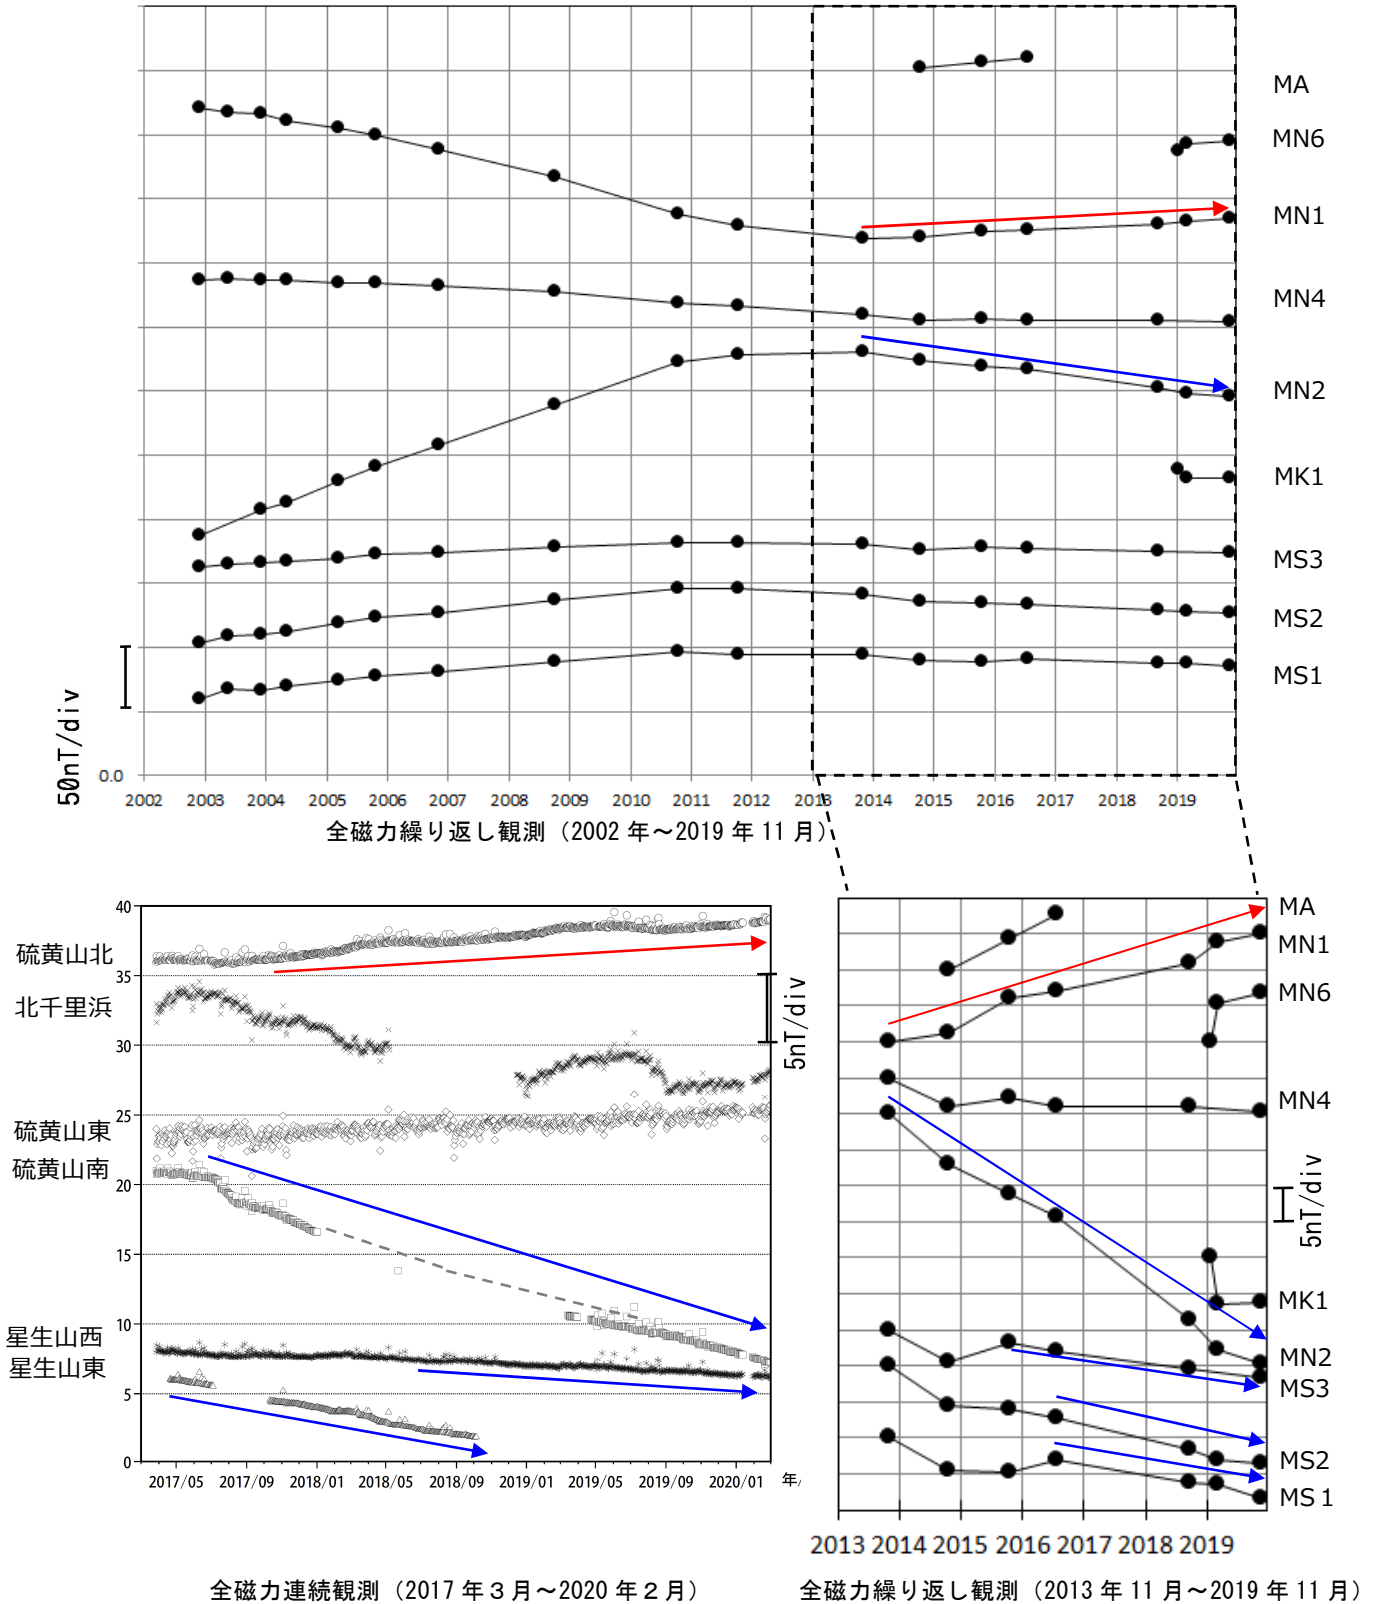 MA
MN6
MN1
MN4
MN2
MK1
MS3
MS2
MS1
50nT/div
0.0
2002 2003 2004 2005 2006 2007 2008 2009 2010 2011 2012 2013 2014 2015 2016 2017 2018 2019
全磁力繰り返し観測（2002 年～2019 年 11 月）
40
35
30
25
20
15
10
5
0
硫黄山北
北千里浜
硫黄山東
硫黄山南
星生山西
星生山東
5nT/div
2017/05 2017/09 2018/01 2018/05 2018/09 2019/01 2019/05 2019/09 2020/01 年/
全磁力連続観測（2017 年３月～2020 年２月）
MA
MN1
MN6
MN4
5nT/div
MK1
MN2
MS3
MS2
MS1
2013 2014 2015 2016 2017 2018 2019
全磁力繰り返し観測（2013 年 11 月～2019 年 11 月）